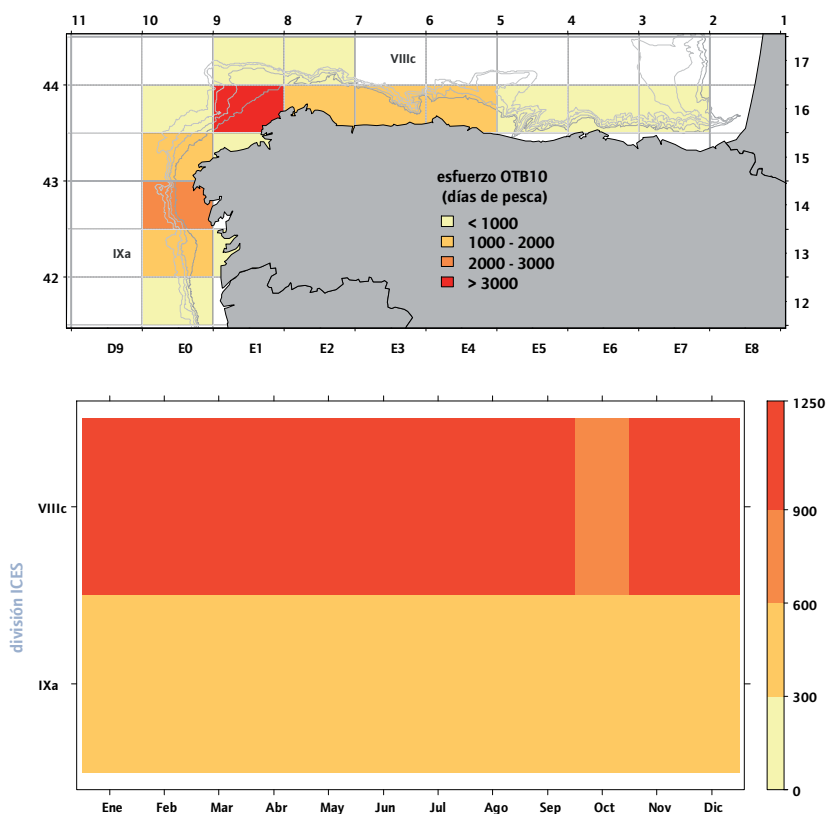 11 10 9 8 7 6 5 4 3 2 1
VIIIc
17
44
16
15
esfuerzo OTB10
(días de pesca)
43
< 1000
14
1000 - 2000
IXa
13
2000 - 3000
42
> 3000
12
D9 E0 E1 E2 E3 E4 E5 E6 E7 E8
1250
VIIIc
900
división ICES
600
IXa
300
0
Ene Feb Mar Abr May Jun Jul Ago Sep Oct Nov Dic